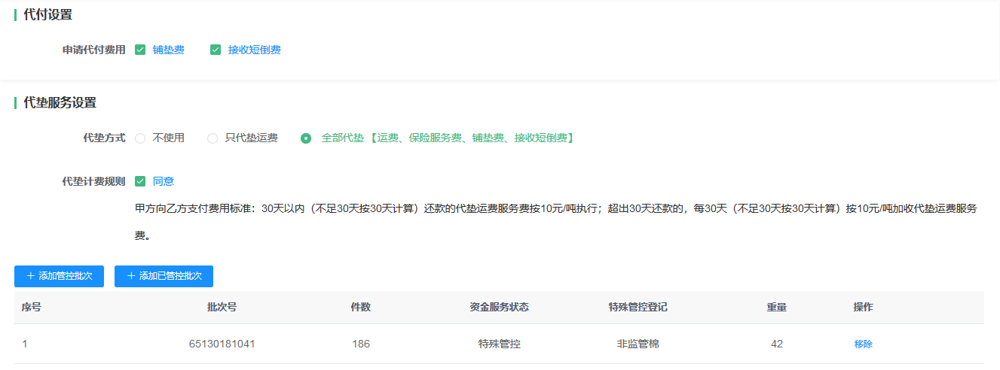 代付设置
申请代付费用 铺垫费 接收短倒费
代垫服务设置
代垫方式 不使用 只代垫运费 全部代垫 【运费、保险服务费、铺垫费、接收短倒费】
代垫计费规则 同意
甲方向乙方支付费用标准：30天以内（不足30天按30天计算）还款的代垫运费服务费按10元/吨执行；超出30天还款的，每30天（不足30天按30天计算）按10元/吨加收代垫运费服务
费。
+ 添加管控批次 + 添加已管控批次
序号 批次号 件数 资金服务状态 特殊管控登记 重量 操作
1 65130181041 186 特殊管控 非监管棉 42 移除